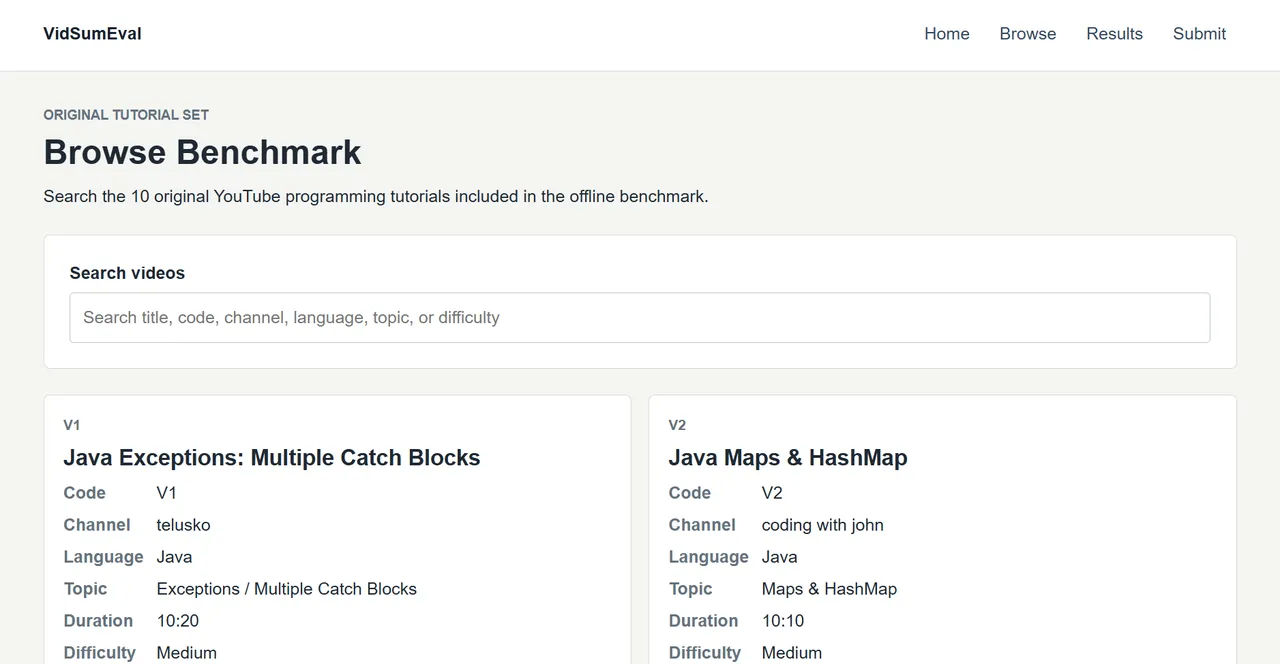 VidSumEval
Home Browse Results Submit
ORIGINAL TUTORIAL SET
Browse Benchmark
Search the 10 original YouTube programming tutorials included in the offline benchmark.
Search videos
Search title, code, channel, language, topic, or difficulty
V1
Java Exceptions: Multiple Catch Blocks
Code V1
Channel telusko
Language Java
Topic Exceptions / Multiple Catch Blocks
Duration 10:20
Difficulty Medium
V2
Java Maps & HashMap
Code V2
Channel coding with john
Language Java
Topic Maps & HashMap
Duration 10:10
Difficulty Medium